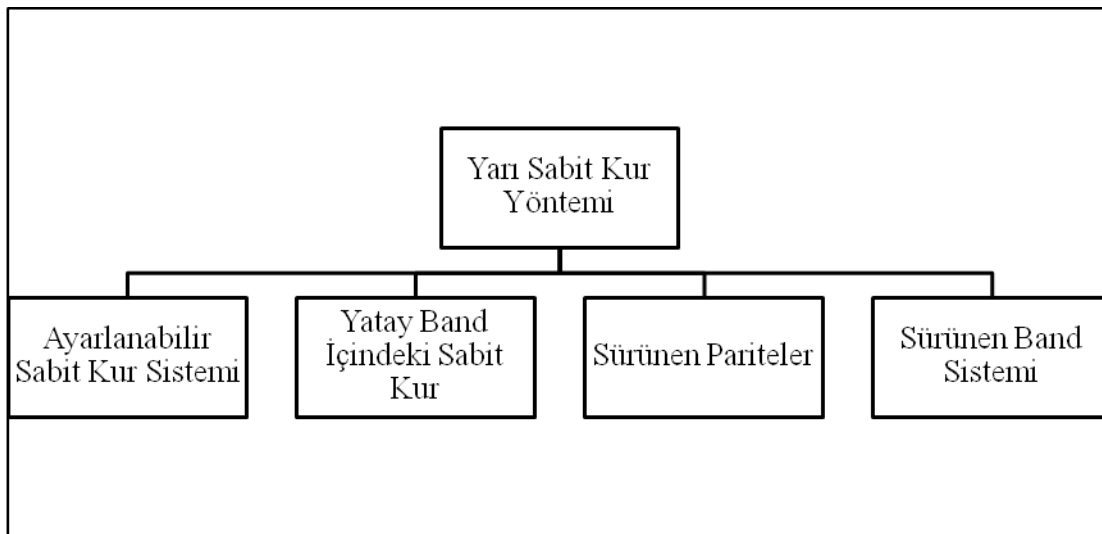 Yarı Sabit Kur
Yöntemi
Ayarlanabilir
Sabit Kur Sistemi
Yatay Band
İçindeki Sabit
Kur
Sürünen Pariteler
Sürünen Band
Sistemi